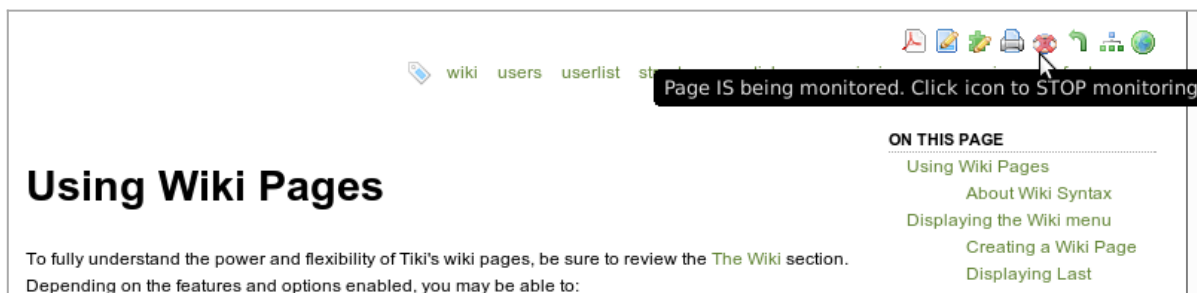 wiki users userlist
Page IS being monitored. Click icon to STOP monitoring
ON THIS PAGE
Using Wiki Pages
About Wiki Syntax
Displaying the Wiki menu
Creating a Wiki Page
Displaying Last
Using Wiki Pages
To fully understand the power and flexibility of Tiki's wiki pages, be sure to review the The Wiki section.
Depending on the features and options enabled, you may be able to: